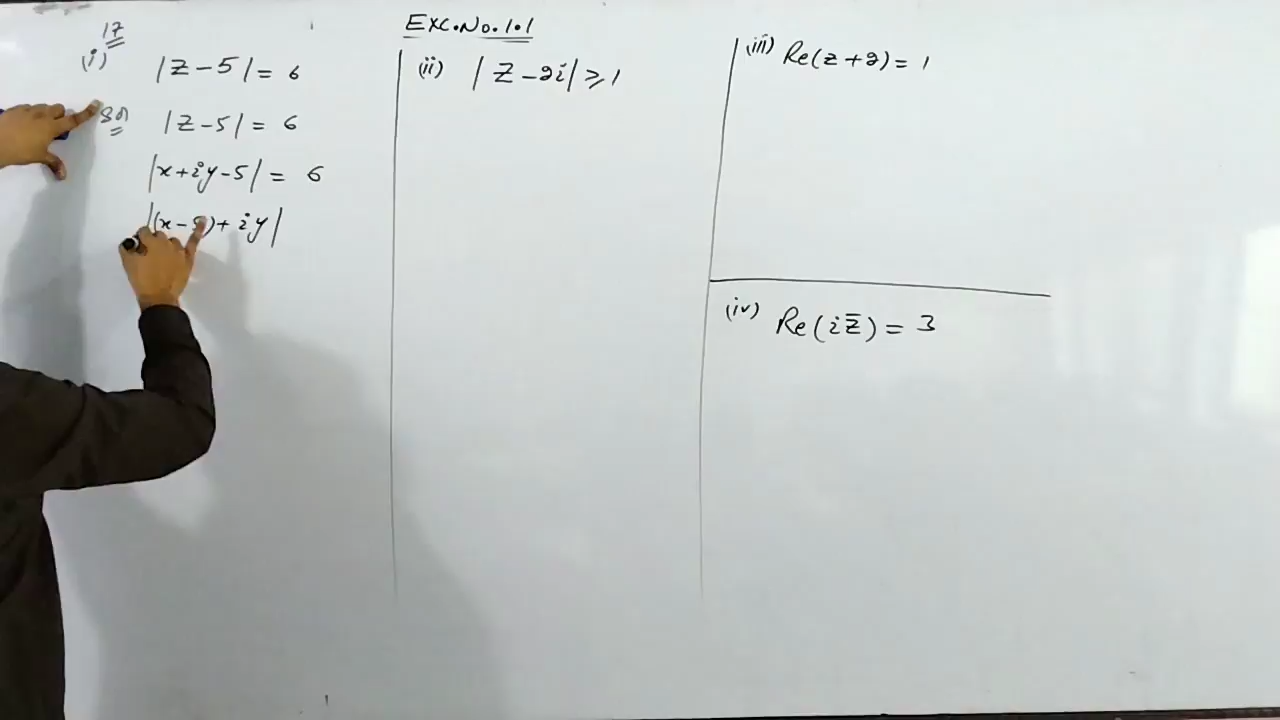 Exc.No.1.1
17
(i) |Z-5| = 6
Sol |Z-5| = 6
|x+iy-5| = 6
|(x-5)+iy|
(ii) |Z-2i| ⩾ 1
(iii) Re(z+2) = 1
(iv) Re(iz̄) = 3